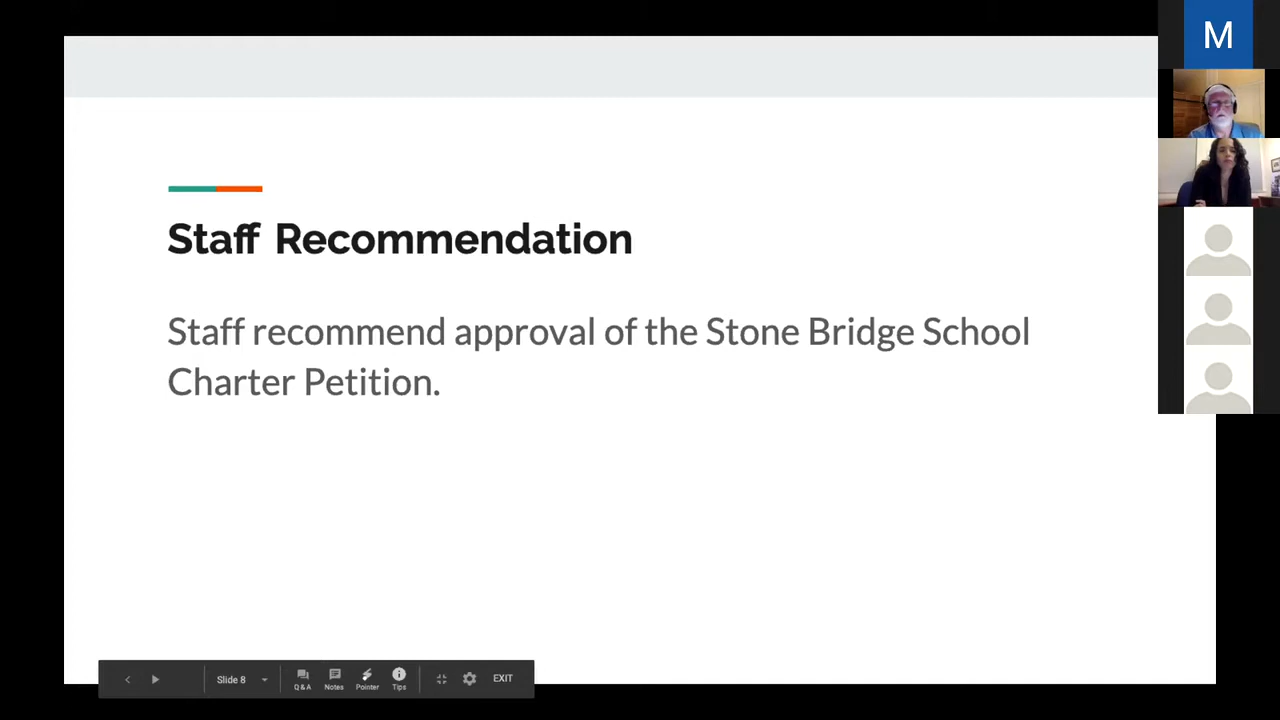 M
Staff Recommendation
Staff recommend approval of the Stone Bridge School
Charter Petition.
Slide 8
Q&A
Notes
Pointer
Tips
EXIT